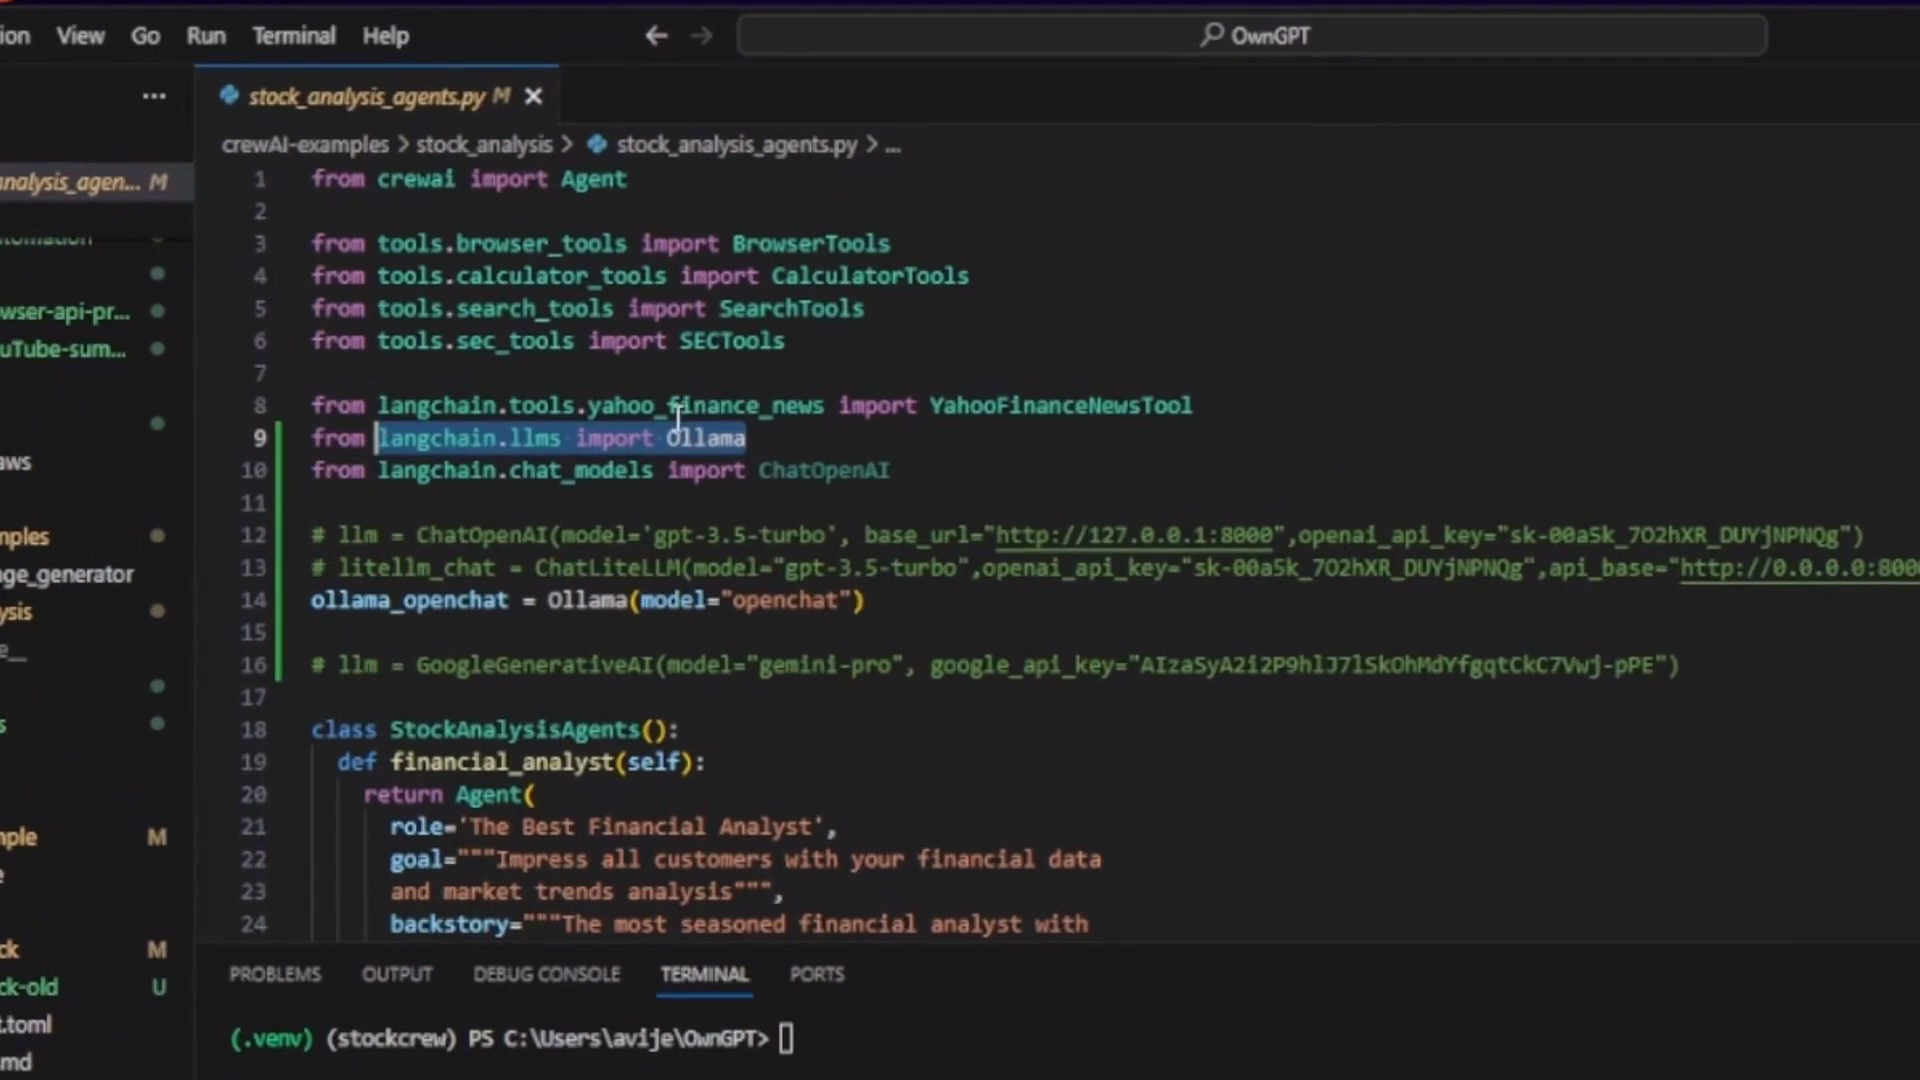 ion View Go Run Terminal Help
OwnGPT
stock_analysis_agents.py M
crewAI-examples > stock_analysis > stock_analysis_agents.py > ...
nalysis_agen... M
wser-api-pr...
uTube-sum...
aws
mples
ge_generator
ysis
e__
s
mple M
e
ck M
ck-old U
t.toml
md
1 from crewai import Agent
2
3 from tools.browser_tools import BrowserTools
4 from tools.calculator_tools import CalculatorTools
5 from tools.search_tools import SearchTools
6 from tools.sec_tools import SECTools
7
8 from langchain.tools.yahoo_finance_news import YahooFinanceNewsTool
9 from langchain.llms import Ollama
10 from langchain.chat_models import ChatOpenAI
11
12 # llm = ChatOpenAI(model='gpt-3.5-turbo', base_url="http://127.0.0.1:8000",openai_api_key="sk-00a5k_7O2hXR_DUYjNPNQg")
13 # litellm_chat = ChatLiteLLM(model="gpt-3.5-turbo",openai_api_key="sk-00a5k_7O2hXR_DUYjNPNQg",api_base="http://0.0.0.0:8000
14 ollama_openchat = Ollama(model="openchat")
15
16 # llm = GoogleGenerativeAI(model="gemini-pro", google_api_key="AIzaSyA2i2P9hlJ7lSkOhMdYfgqtCkC7Vwj-pPE")
17
18 class StockAnalysisAgents():
19 def financial_analyst(self):
20 return Agent(
21 role='The Best Financial Analyst',
22 goal="""Impress all customers with your financial data
23 and market trends analysis""",
24 backstory="""The most seasoned financial analyst with
PROBLEMS OUTPUT DEBUG CONSOLE TERMINAL PORTS
(.venv) (stockcrew) PS C:\Users\avije\OwnGPT>